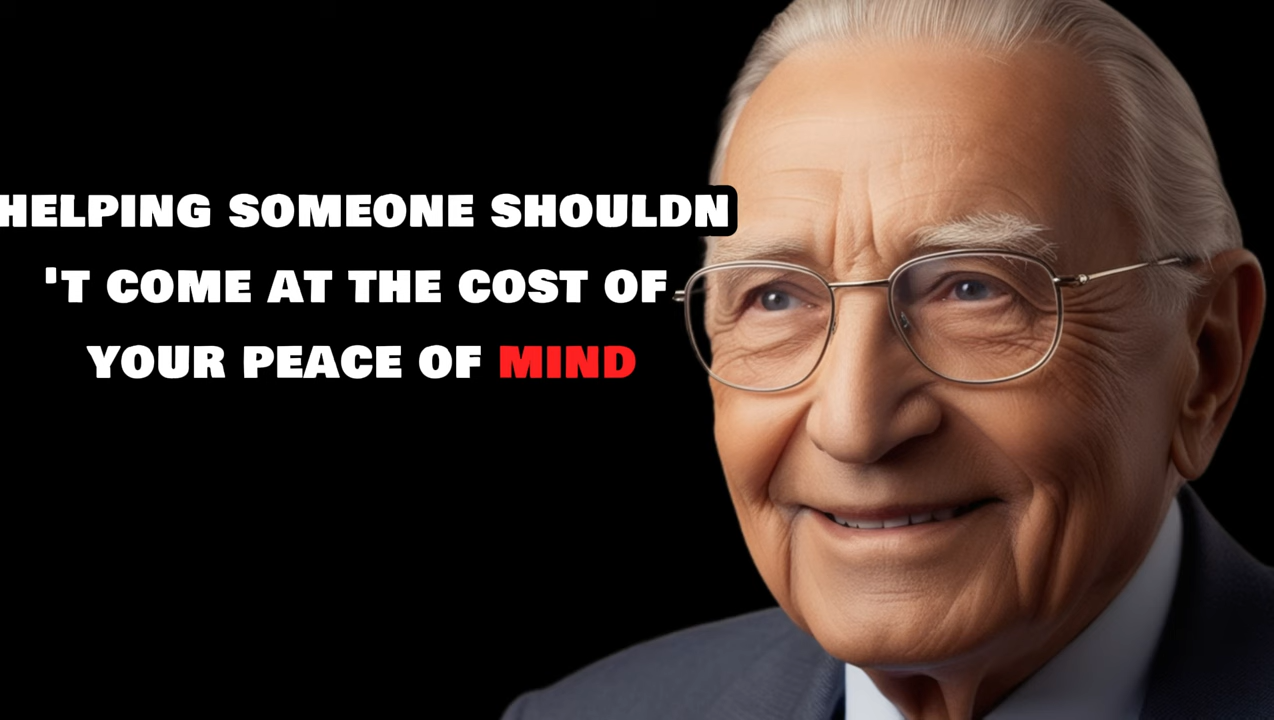 HELPING SOMEONE SHOULDN
'T COME AT THE COST OF
YOUR PEACE OF MIND